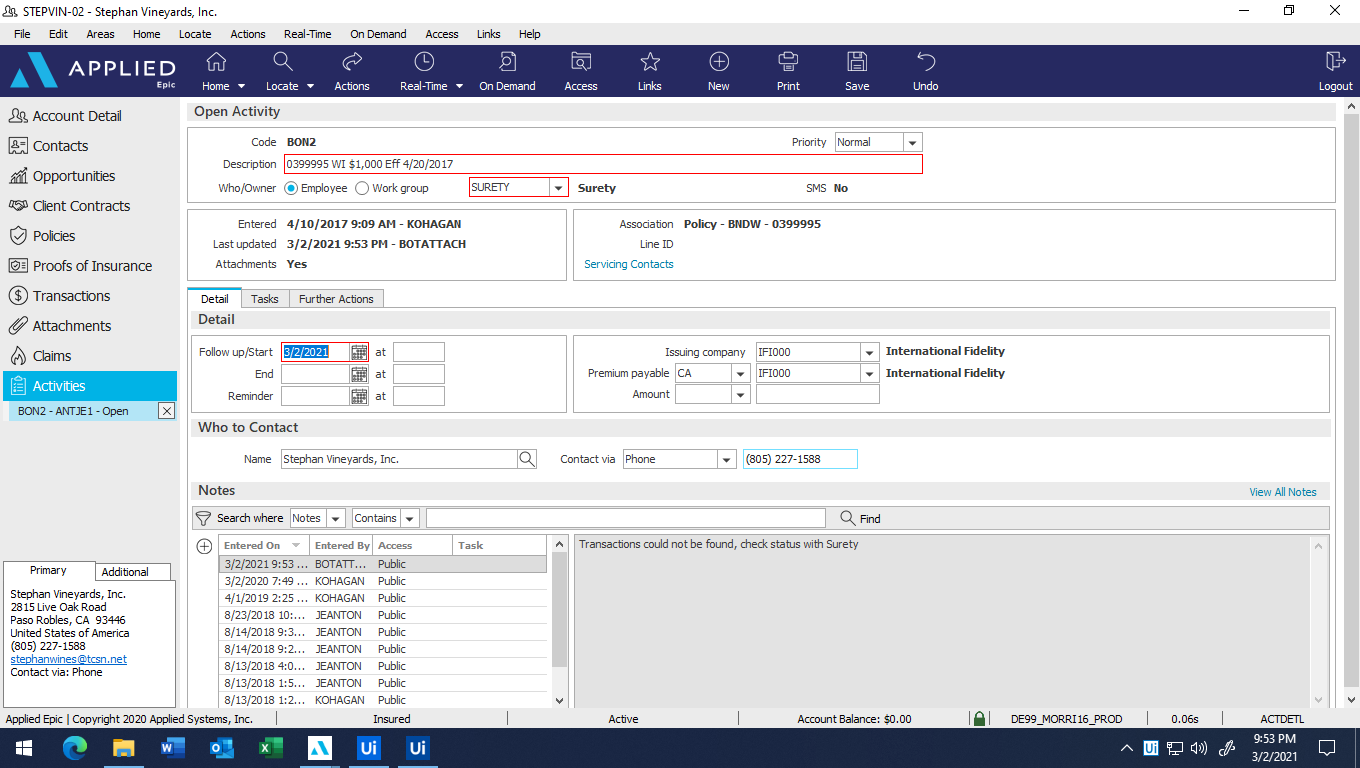 STEPVIN-02 - Stephan Vineyards, Inc.
File Edit Areas Home Locate Actions Real-Time On Demand Access Links Help
APPLIED
Epic
Home Locate Actions Real-Time On Demand Access Links New Print Save Undo Logout
Account Detail
Contacts
Opportunities
Client Contracts
Policies
Proofs of Insurance
Transactions
Attachments
Claims
Activities
BON2 - ANTJE1 - Open
Open Activity
Code BON2 Priority Normal
Description 0399995 WI $1,000 Eff 4/20/2017
Who/Owner Employee Work group SURETY Surety SMS No
Entered 4/10/2017 9:09 AM - KOHAGAN
Last updated 3/2/2021 9:53 PM - BOTATTACH
Attachments Yes
Association Policy - BNDW - 0399995
Line ID
Servicing Contacts
Detail Tasks Further Actions
Detail
Follow up/Start 3/2/2021 at
End at
Reminder at
Issuing company IFI000 International Fidelity
Premium payable CA IFI000 International Fidelity
Amount
Who to Contact
Name Stephan Vineyards, Inc. Contact via Phone (805) 227-1588
Notes View All Notes
Search where Notes Contains Find
Entered On Entered By Access Task
3/2/2021 9:53 ... BOTATT... Public
3/2/2020 7:49 ... KOHAGAN Public
4/1/2019 2:25 ... KOHAGAN Public
8/23/2018 10:... JEANTON Public
8/14/2018 9:3... JEANTON Public
8/14/2018 9:2... JEANTON Public
8/13/2018 4:0... JEANTON Public
8/13/2018 1:5... JEANTON Public
8/13/2018 1:2... KOHAGAN Public
Transactions could not be found, check status with Surety
Primary Additional
Stephan Vineyards, Inc.
2815 Live Oak Road
Paso Robles, CA 93446
United States of America
(805) 227-1588
stephanwines@tcsn.net
Contact via: Phone
Applied Epic | Copyright 2020 Applied Systems, Inc. Insured Active Account Balance: $0.00 DE99_MORRI16_PROD 0.06s ACTDETL
Ui Ui Ui
9:53 PM
3/2/2021